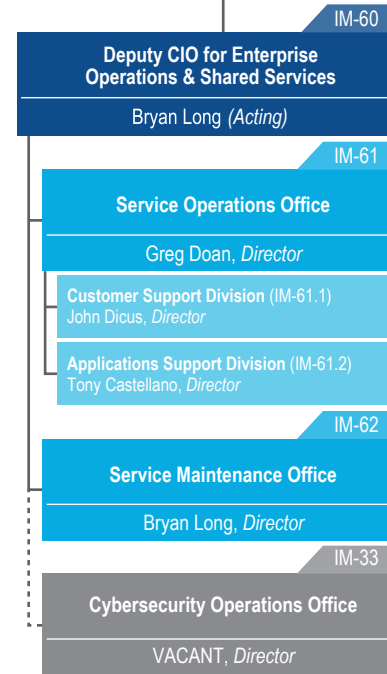 IM-60
Deputy CIO for Enterprise
Operations & Shared Services
Bryan Long (Acting)
IM-61
Service Operations Office
Greg Doan, Director
Customer Support Division (IM-61.1)
John Dicus, Director
Applications Support Division (IM-61.2)
Tony Castellano, Director
IM-62
Service Maintenance Office
Bryan Long, Director
IM-33
Cybersecurity Operations Office
VACANT, Director